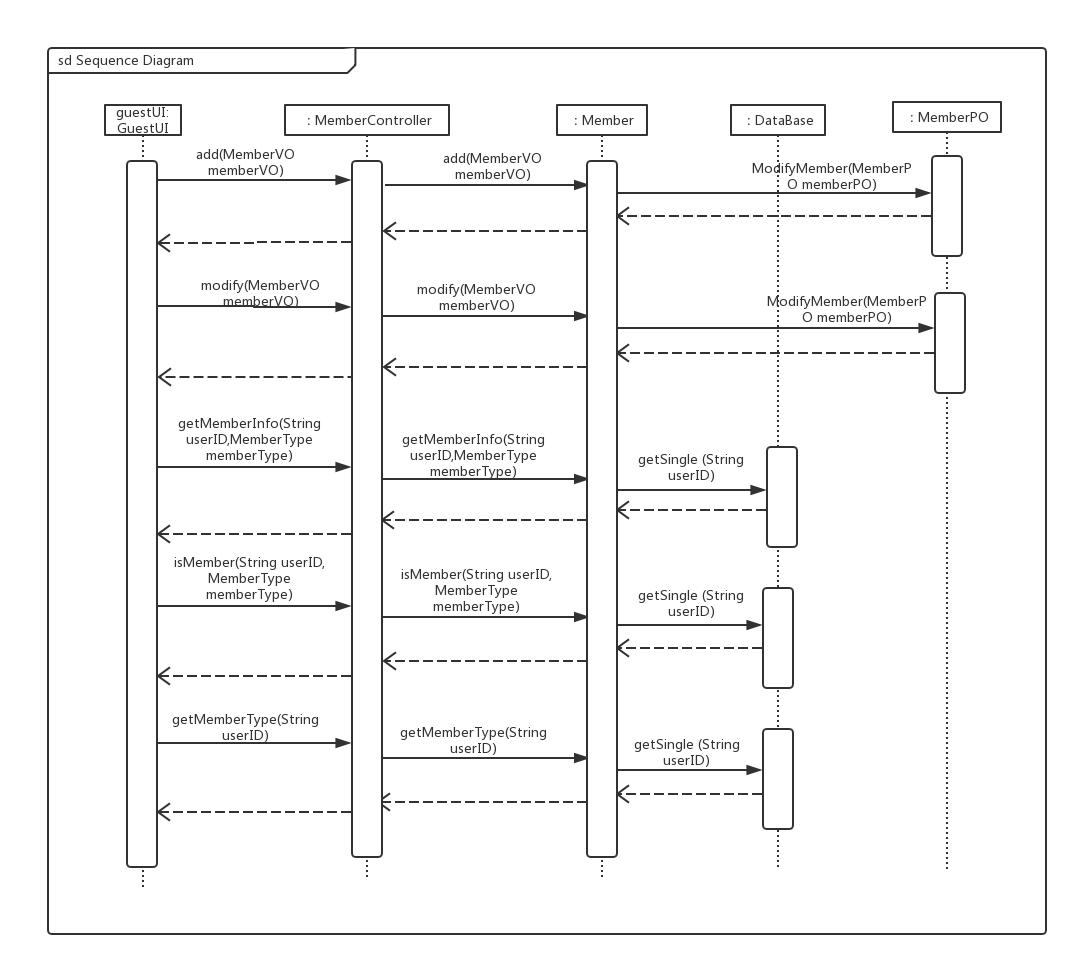 sd Sequence Diagram
guestUI:
GuestUI
: MemberController
: Member
: DataBase
: MemberPO
add(MemberVO
memberVO)
add(MemberVO
memberVO)
ModifyMember(MemberP
O memberPO)
modify(MemberVO
memberVO)
modify(MemberVO
memberVO)
ModifyMember(MemberP
O memberPO)
getMemberInfo(String
userID,MemberType
memberType)
getMemberInfo(String
userID,MemberType
memberType)
getSingle (String
userID)
isMember(String userID,
MemberType
memberType)
isMember(String userID,
MemberType
memberType)
getSingle (String
userID)
getMemberType(String
userID)
getMemberType(String
userID)
getSingle (String
userID)